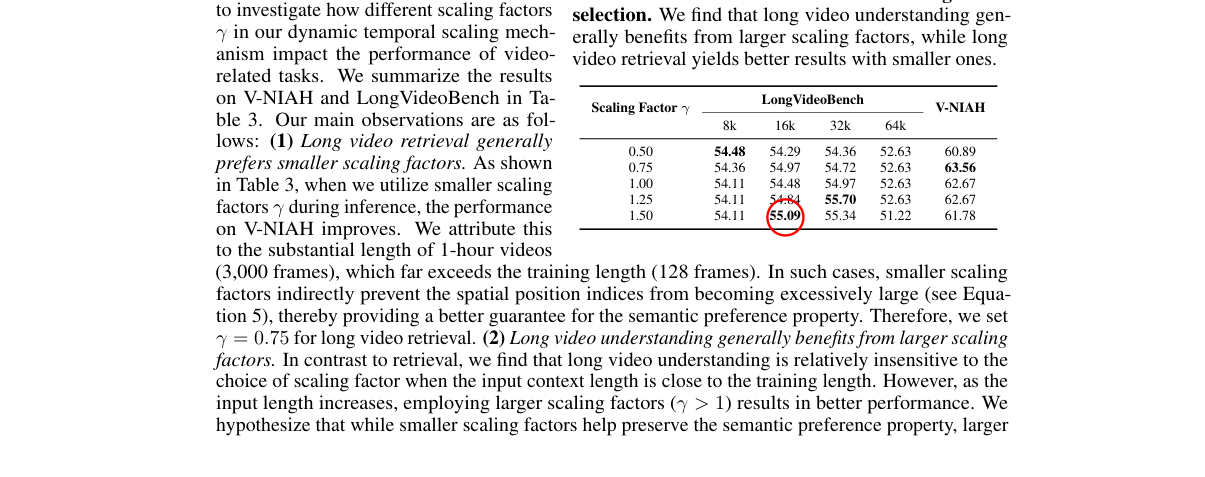 to investigate how different scaling factors
γ in our dynamic temporal scaling mech-
anism impact the performance of video-
related tasks. We summarize the results
on V-NIAH and LongVideoBench in Ta-
ble 3. Our main observations are as fol-
lows: (1) Long video retrieval generally
prefers smaller scaling factors. As shown
in Table 3, when we utilize smaller scaling
factors γ during inference, the performance
on V-NIAH improves. We attribute this
to the substantial length of 1-hour videos
selection. We find that long video understanding gen-
erally benefits from larger scaling factors, while long
video retrieval yields better results with smaller ones.
Scaling Factor γ LongVideoBench V-NIAH
8k 16k 32k 64k
0.50 54.48 54.29 54.36 52.63 60.89
0.75 54.36 54.97 54.72 52.63 63.56
1.00 54.11 54.48 54.97 52.63 62.67
1.25 54.11 54.84 55.70 52.63 62.67
1.50 54.11 55.09 55.34 51.22 61.78
(3,000 frames), which far exceeds the training length (128 frames). In such cases, smaller scaling
factors indirectly prevent the spatial position indices from becoming excessively large (see Equa-
tion 5), thereby providing a better guarantee for the semantic preference property. Therefore, we set
γ = 0.75 for long video retrieval. (2) Long video understanding generally benefits from larger scaling
factors. In contrast to retrieval, we find that long video understanding is relatively insensitive to the
choice of scaling factor when the input context length is close to the training length. However, as the
input length increases, employing larger scaling factors (γ > 1) results in better performance. We
hypothesize that while smaller scaling factors help preserve the semantic preference property, larger